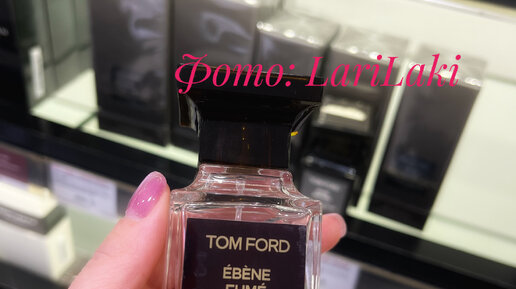 Фото: LariLaki
TOM FORD
ÉBÈNE
FUMÉ